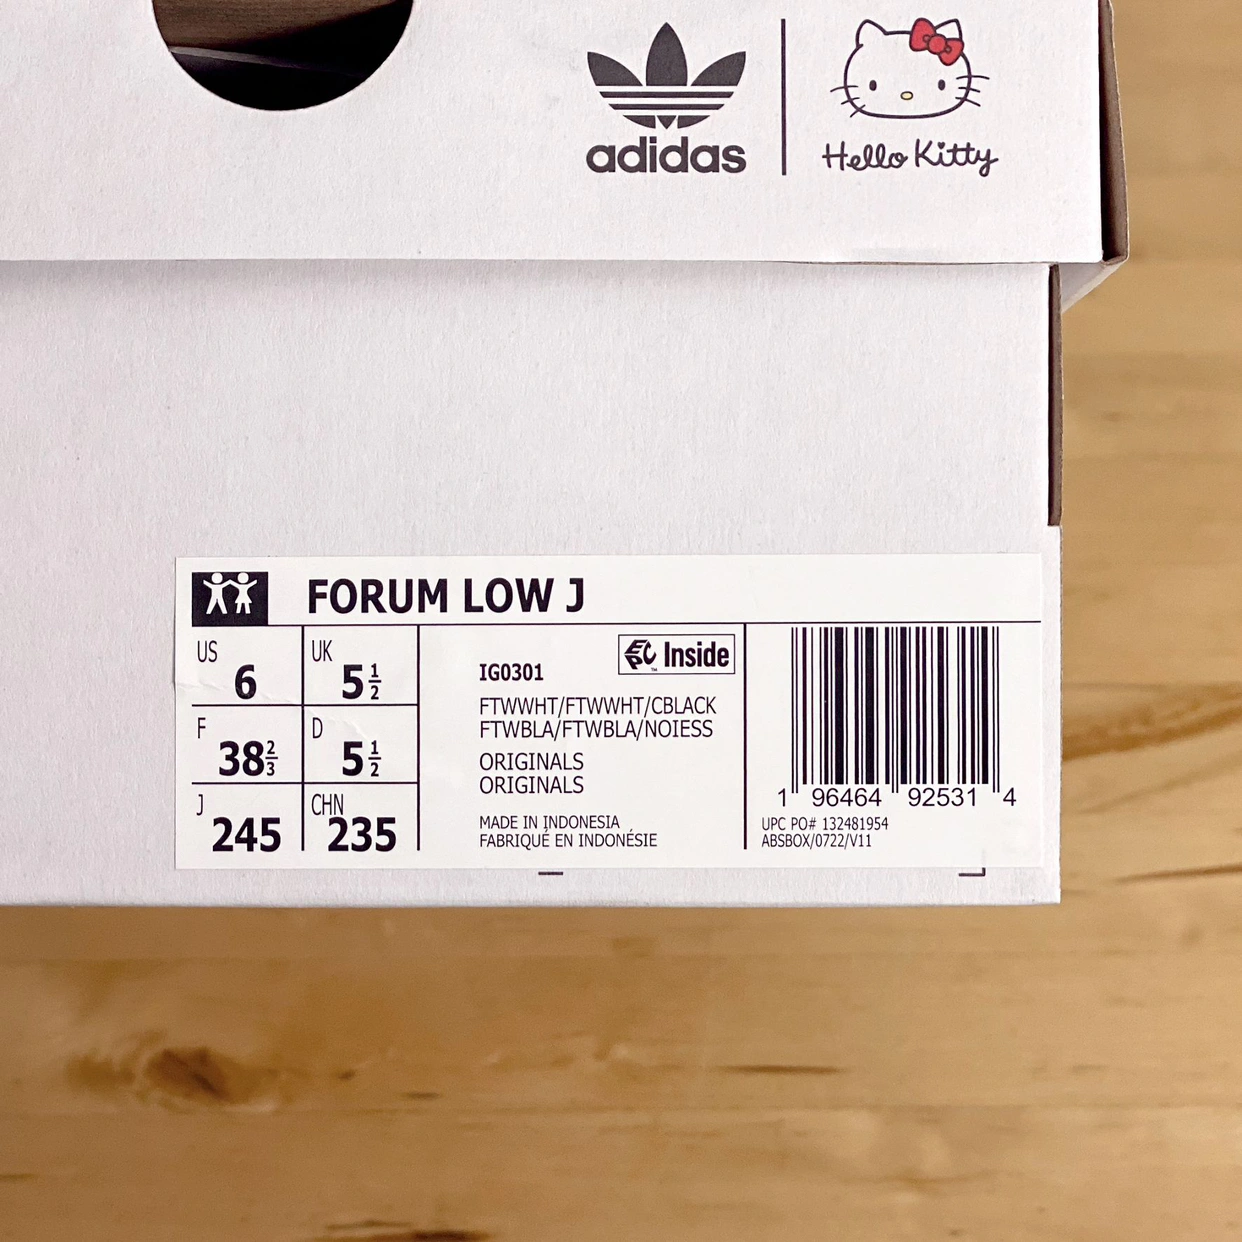 adidas
Hello Kitty
FORUM LOW J
US 6
UK 5 1/2
F 38 2/3
D 5 1/2
J 245
CHN 235
IG0301
EPC Inside
FTWWHT/FTWWHT/CBLACK
FTWBLA/FTWBLA/NOIESS
ORIGINALS
ORIGINALS
MADE IN INDONESIA
FABRIQUÉ EN INDONÉSIE
1 96464 92531 4
UPC PO# 132481954
ABSBOX/0722/V11